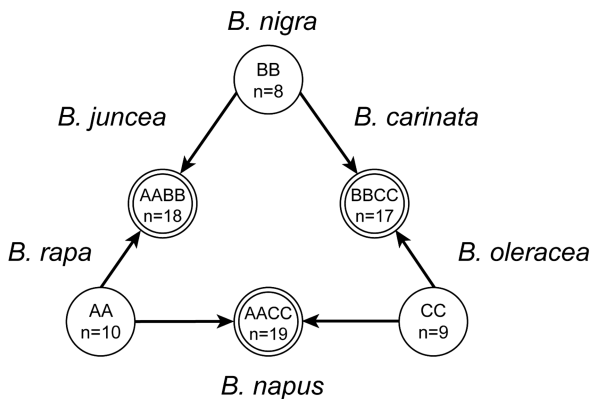 B. nigra
BB
n=8
B. juncea
B. carinata
AABB
n=18
BBCC
n=17
B. rapa
B. oleracea
AA
n=10
AACC
n=19
CC
n=9
B. napus